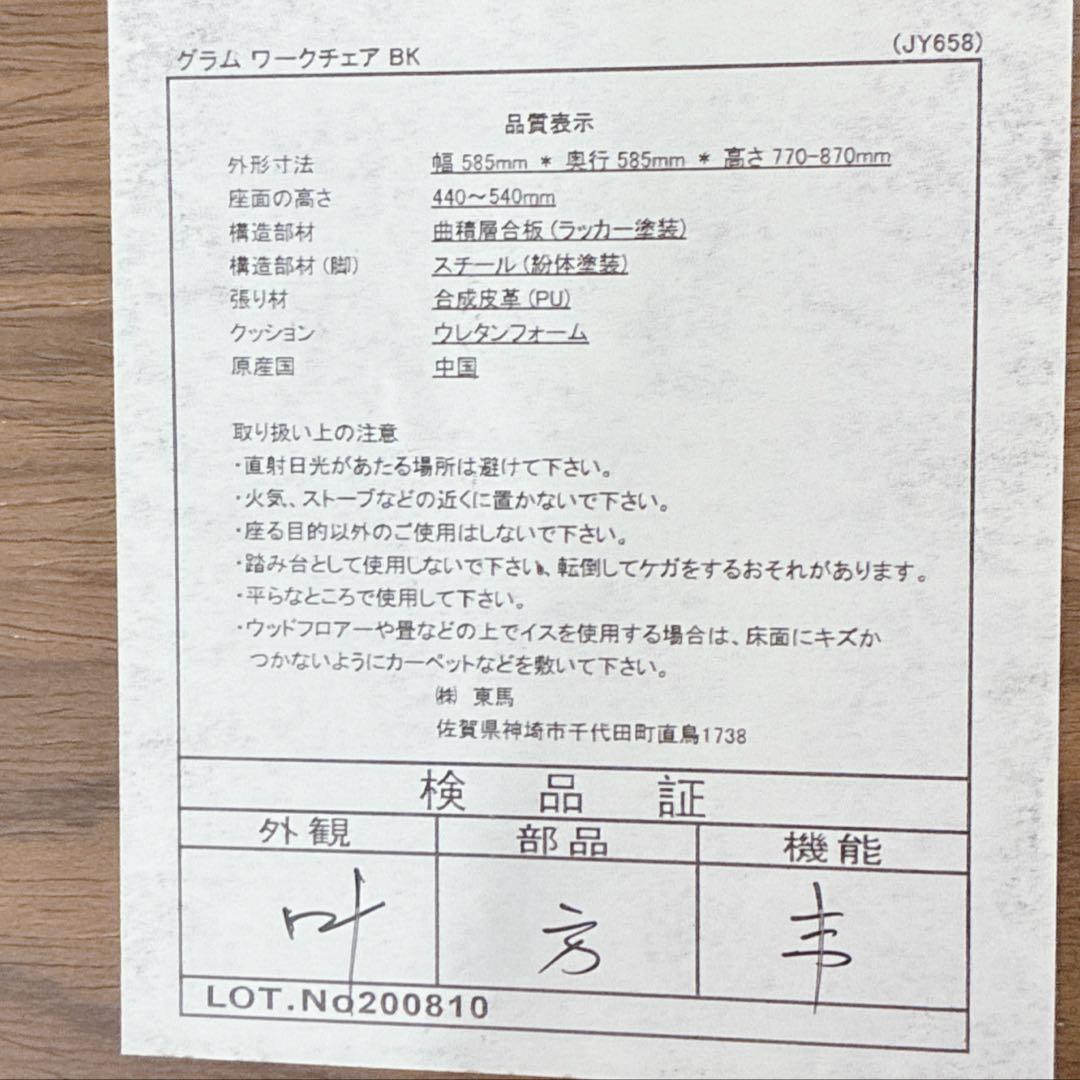 グラム ワークチェア BK (JY658)
品質表示
外形寸法 幅 585mm * 奥行 585mm * 高さ 770-870mm
座面の高さ 440～540mm
構造部材 曲積層合板(ラッカー塗装)
構造部材(脚) スチール(紛体塗装)
張り材 合成皮革(PU)
クッション ウレタンフォーム
原産国 中国
取り扱い上の注意
・直射日光があたる場所は避けて下さい。
・火気、ストーブなどの近くに置かないで下さい。
・座る目的以外のご使用はしないで下さい。
・踏み台として使用しないで下さい、転倒してケガをするおそれがあります。
・平らなところで使用して下さい。
・ウッドフロアーや畳などの上でイスを使用する場合は、床面にキズか
つかないようにカーペットなどを敷いて下さい。
㈱ 東馬
佐賀県神埼市千代田町直鳥1738
検 品 証
外観 部品 機能
叶 方
LOT.No200810